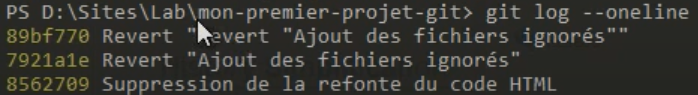 PS D:\Sites\Lab\mon-premier-projet-git> git log --oneline
89bf770 Revert "Revert "Ajout des fichiers ignorés""
7921a1e Revert "Ajout des fichiers ignorés"
8562709 Suppression de la refonte du code HTML